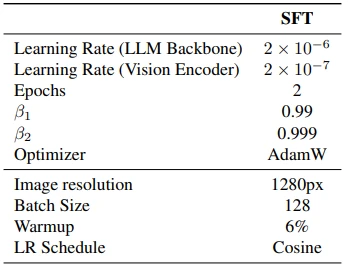 SFT
Learning Rate (LLM Backbone) 2 × 10⁻⁶
Learning Rate (Vision Encoder) 2 × 10⁻⁷
Epochs 2
β₁ 0.99
β₂ 0.999
Optimizer AdamW
Image resolution 1280px
Batch Size 128
Warmup 6%
LR Schedule Cosine